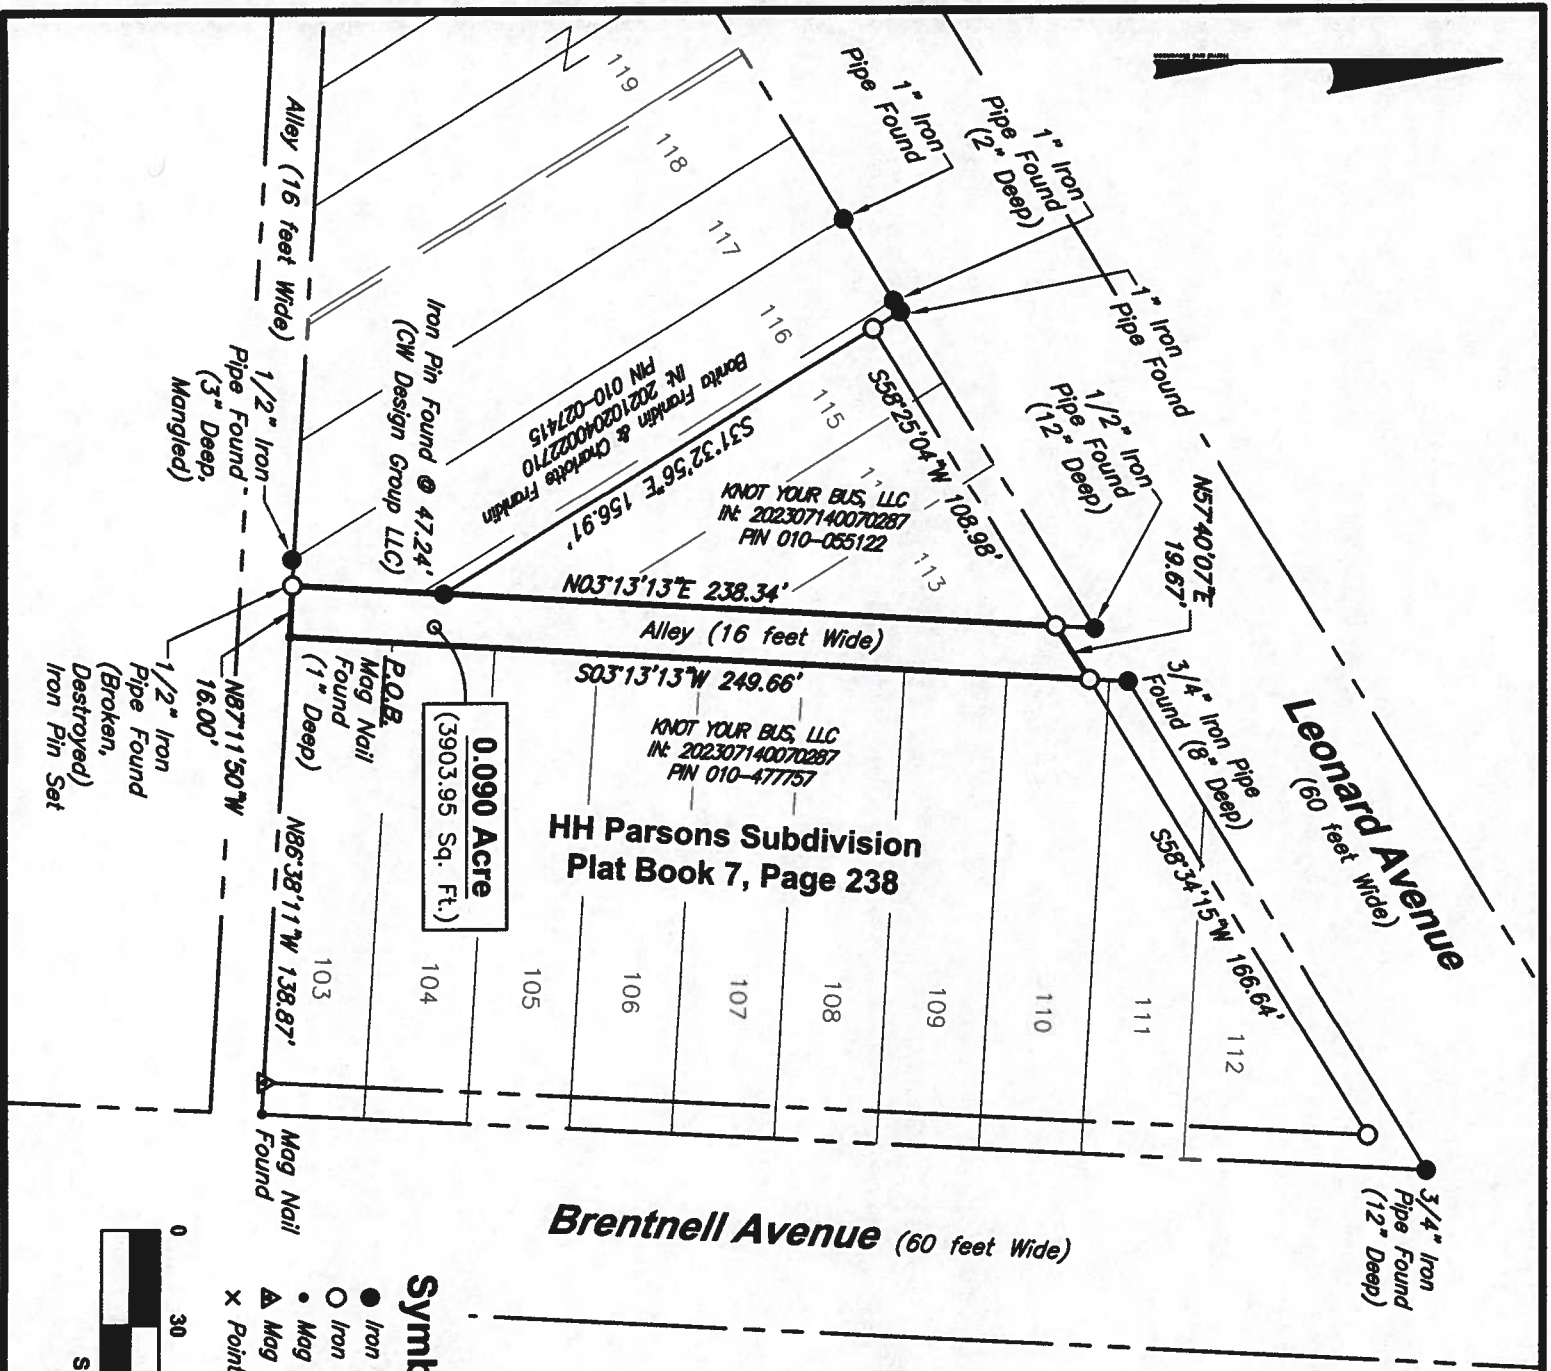 Leonard Avenue
(60 feet Wide)
Brentnell Avenue (60 feet Wide)
HH Parsons Subdivision
Plat Book 7, Page 238
1" Iron
Pipe Found
1" Iron
Pipe Found
(2" Deep)
1" Iron
Pipe Found
1/2" Iron
Pipe Found
(12" Deep)
N57°40'07"E
19.67'
3/4" Iron Pipe
Found (8" Deep)
S58°34'15"W 166.64'
S58°25'04"W 108.98'
3/4" Iron
Pipe Found
(12" Deep)
119
118
117
116
115
113
Bonita Franklin & Charlotte Franklin
IN: 202102040022710
PIN 010-027415
S31°32'56"E 156.91'
KNOT YOUR BUS, LLC
IN: 202307140070287
PIN 010-055122
N03°13'13"E 238.34'
Alley (16 feet Wide)
S03°13'13"W 249.66'
KNOT YOUR BUS, LLC
IN: 202307140070287
PIN 010-477757
Iron Pin Found @ 47.24'
(CW Design Group LLC)
Alley (16 feet Wide)
1/2" Iron
Pipe Found
(3" Deep,
Mangled)
P.O.B.
Mag Nail
Found
(1" Deep)
0.090 Acre
(3903.95 Sq. Ft.)
N87°11'50"W
16.00'
1/2" Iron
Pipe Found
(Broken,
Destroyed)
Iron Pin Set
N86°38'11"W 138.87'
103
104
105
106
107
108
109
110
111
112
Mag Nail
Found
Symb
Iron
Iron
Mag
Mag
Point
0
30
S